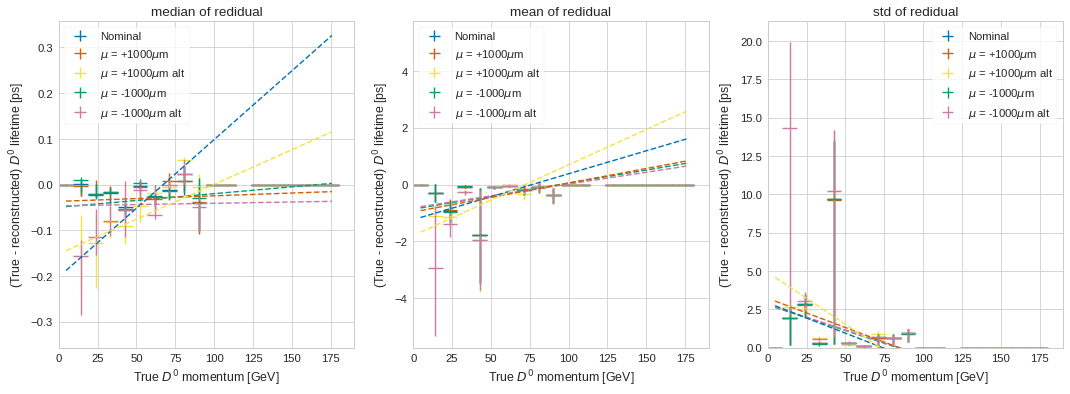 median of redidual
(True - reconstructed) D⁰ lifetime [ps]
0.3
0.2
0.1
0.0
−0.1
−0.2
−0.3
Nominal
μ = +1000μm
μ = +1000μm alt
μ = -1000μm
μ = -1000μm alt
0 25 50 75 100 125 150 175
True D⁰ momentum [GeV]
mean of redidual
(True - reconstructed) D⁰ lifetime [ps]
4
2
0
−2
−4
Nominal
μ = +1000μm
μ = +1000μm alt
μ = -1000μm
μ = -1000μm alt
0 25 50 75 100 125 150 175
True D⁰ momentum [GeV]
std of redidual
(True - reconstructed) D⁰ lifetime [ps]
20.0
17.5
15.0
12.5
10.0
7.5
5.0
2.5
0.0
Nominal
μ = +1000μm
μ = +1000μm alt
μ = -1000μm
μ = -1000μm alt
0 25 50 75 100 125 150 175
True D⁰ momentum [GeV]